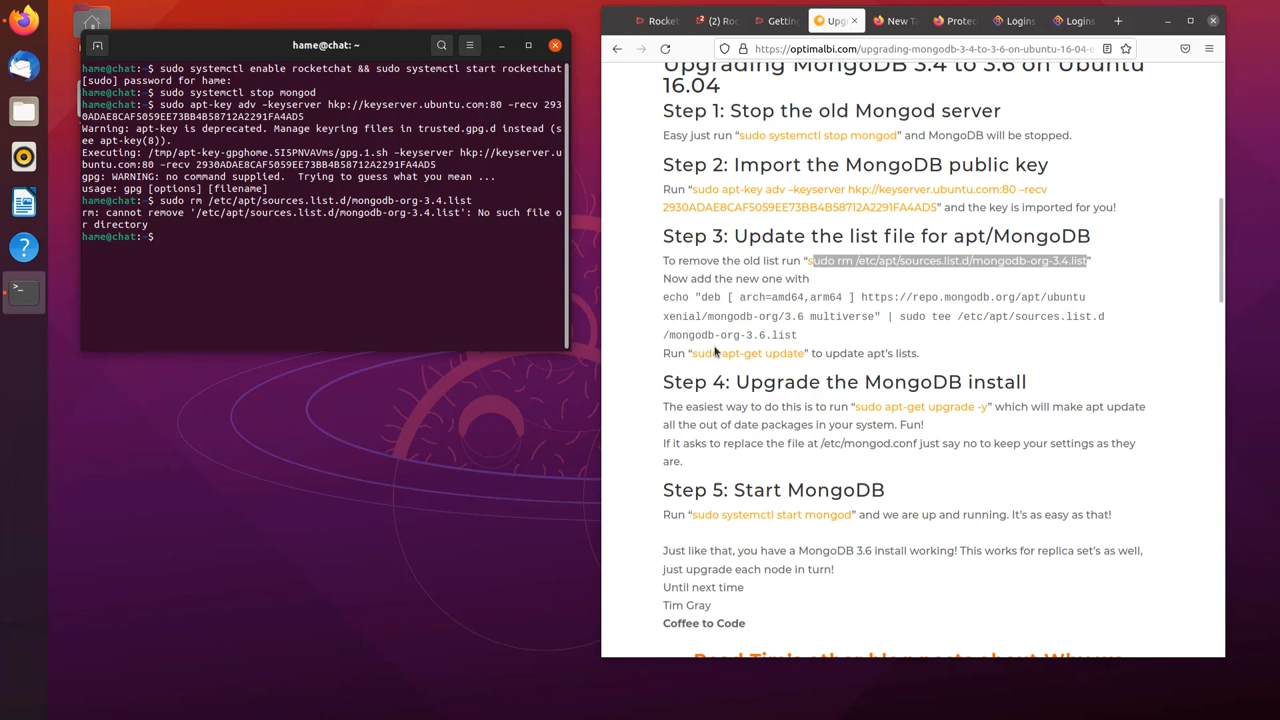 Rocket
(2) Roc
Getting
Upgr
New Ta
Protec
Logins
Logins
https://optimalbi.com/upgrading-mongodb-3-4-to-3-6-on-ubuntu-16-04-e
hame@chat: ~
hame@chat:~$ sudo systemctl enable rocketchat && sudo systemctl start rocketchat
[sudo] password for hame:
hame@chat:~$ sudo systemctl stop mongod
hame@chat:~$ sudo apt-key adv –keyserver hkp://keyserver.ubuntu.com:80 –recv 293
0ADAE8CAF5059EE73BB4B58712A2291FA4AD5
Warning: apt-key is deprecated. Manage keyring files in trusted.gpg.d instead (s
ee apt-key(8)).
Executing: /tmp/apt-key-gpghome.5I5PNVAVms/gpg.1.sh –keyserver hkp://keyserver.u
buntu.com:80 –recv 2930ADAE8CAF5059EE73BB4B58712A2291FA4AD5
gpg: WARNING: no command supplied.  Trying to guess what you mean ...
usage: gpg [options] [filename]
hame@chat:~$ sudo rm /etc/apt/sources.list.d/mongodb-org-3.4.list
rm: cannot remove '/etc/apt/sources.list.d/mongodb-org-3.4.list': No such file o
r directory
hame@chat:~$
Upgrading MongoDB 3.4 to 3.6 on Ubuntu
16.04
Step 1: Stop the old Mongod server
Easy just run “sudo systemctl stop mongod” and MongoDB will be stopped.
Step 2: Import the MongoDB public key
Run “sudo apt-key adv –keyserver hkp://keyserver.ubuntu.com:80 –recv
2930ADAE8CAF5059EE73BB4B58712A2291FA4AD5” and the key is imported for you!
Step 3: Update the list file for apt/MongoDB
To remove the old list run “sudo rm /etc/apt/sources.list.d/mongodb-org-3.4.list”
Now add the new one with
echo "deb [ arch=amd64,arm64 ] https://repo.mongodb.org/apt/ubuntu
xenial/mongodb-org/3.6 multiverse" | sudo tee /etc/apt/sources.list.d
/mongodb-org-3.6.list
Run “sudo apt-get update” to update apt’s lists.
Step 4: Upgrade the MongoDB install
The easiest way to do this is to run “sudo apt-get upgrade -y” which will make apt update
all the out of date packages in your system. Fun!
If it asks to replace the file at /etc/mongod.conf just say no to keep your settings as they
are.
Step 5: Start MongoDB
Run “sudo systemctl start mongod” and we are up and running. It’s as easy as that!
Just like that, you have a MongoDB 3.6 install working! This works for replica set’s as well,
just upgrade each node in turn!
Until next time
Tim Gray
Coffee to Code
Read Tim’s other blog posts about Why we